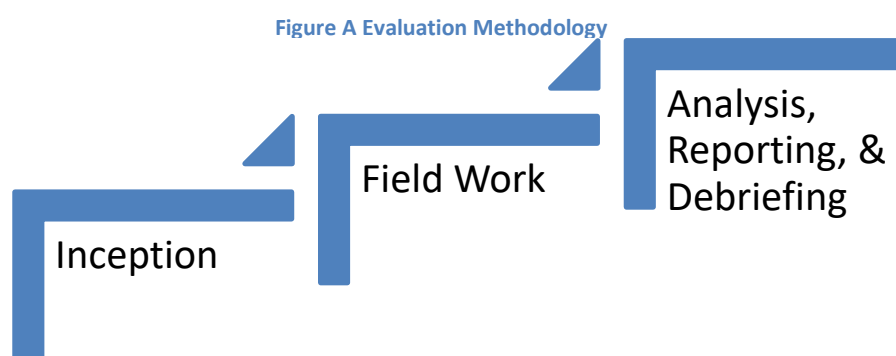 Figure A Evaluation Methodology
Inception
Field Work
Analysis,
Reporting, &
Debriefing